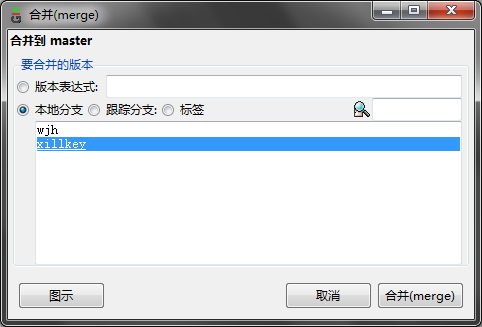 合并(merge)
合并到 master
要合并的版本
版本表达式:
本地分支 跟踪分支: 标签
wjh
xillkey
图示 取消 合并(merge)